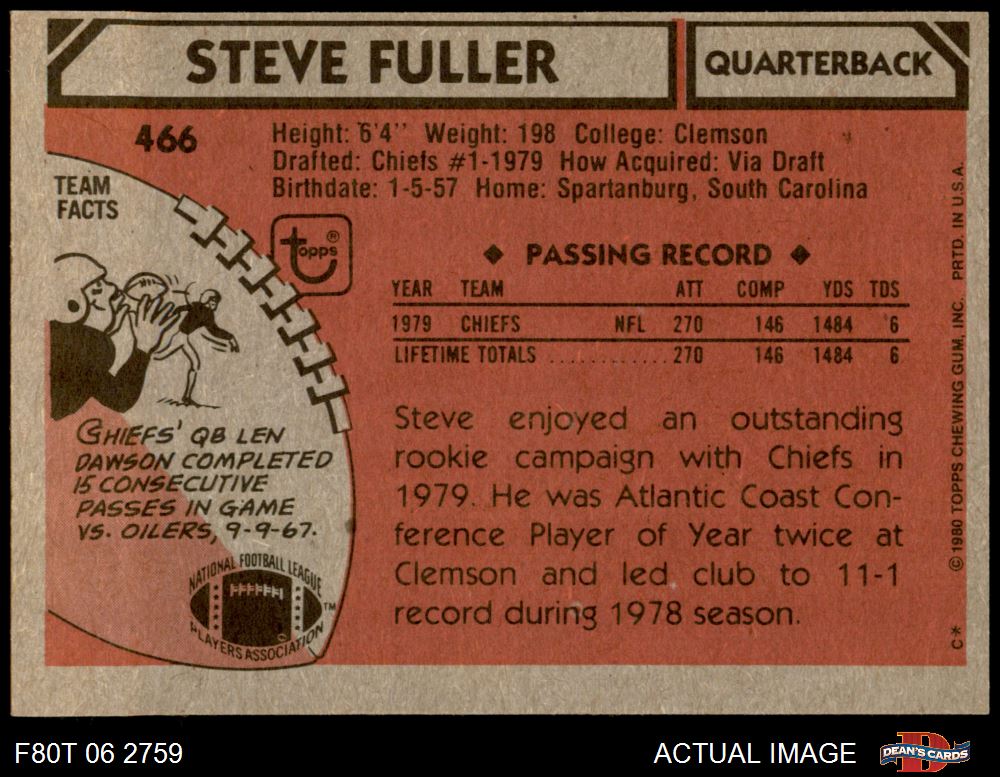 STEVE FULLER
QUARTERBACK
466
Height: 6'4" Weight: 198 College: Clemson
Drafted: Chiefs #1-1979 How Acquired: Via Draft
Birthdate: 1-5-57 Home: Spartanburg, South Carolina
TEAM
FACTS
topps®
◆ PASSING RECORD ◆
YEAR TEAM ATT COMP YDS TDS
1979 CHIEFS NFL 270 146 1484 6
LIFETIME TOTALS ............ 270 146 1484 6
CHIEFS' QB LEN
DAWSON COMPLETED
15 CONSECUTIVE
PASSES IN GAME
VS. OILERS, 9-9-67.
NATIONAL FOOTBALL LEAGUE
PLAYERS ASSOCIATION
™
Steve enjoyed an outstanding
rookie campaign with Chiefs in
1979. He was Atlantic Coast Con-
ference Player of Year twice at
Clemson and led club to 11-1
record during 1978 season.
C* © 1980 TOPPS CHEWING GUM, INC. PRTD. IN U.S.A.
F80T 06 2759
ACTUAL IMAGE
DEAN'S CARDS